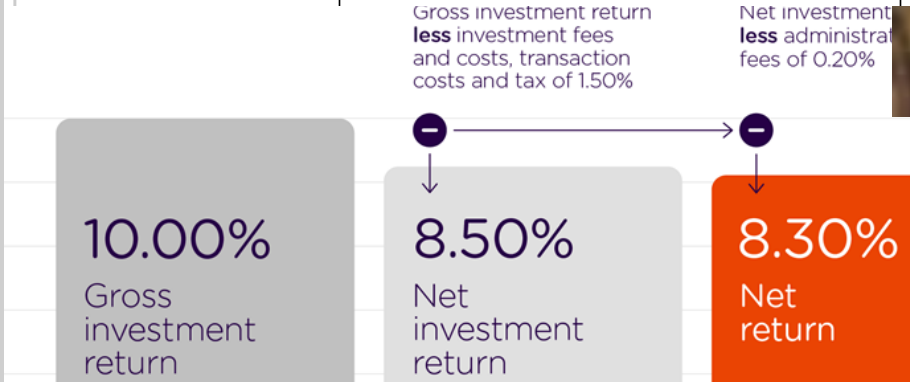 Gross investment return
less investment fees
and costs, transaction
costs and tax of 1.50%
Net investment
less administrat
fees of 0.20%
10.00%
Gross
investment
return
8.50%
Net
investment
return
8.30%
Net
return